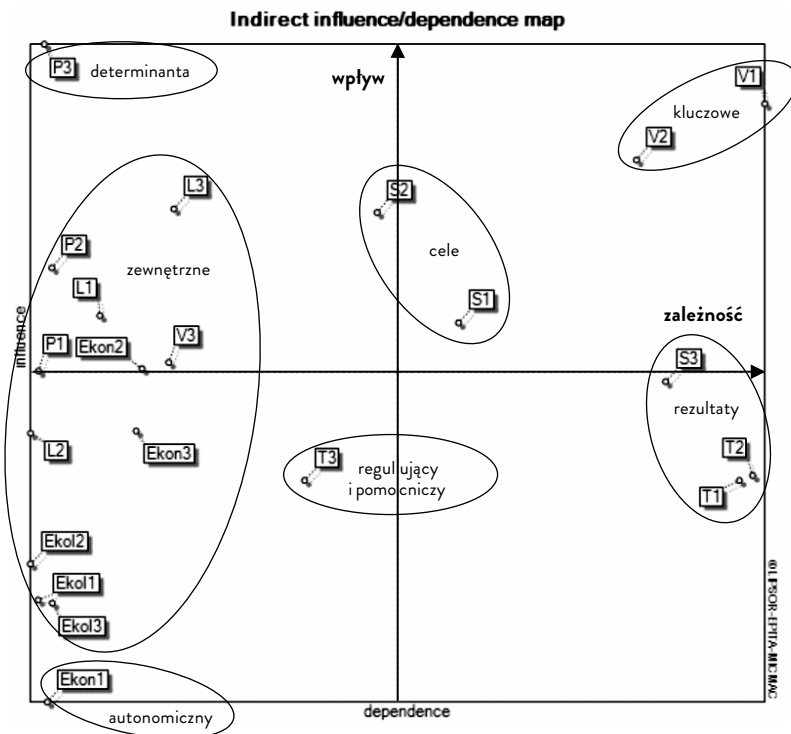 Indirect influence/dependence map
P3
determinanta
wpływ
V1
kluczowe
V2
L3
S2
P2
zewnętrzne
cele
L1
S1
influence
zależność
P1
Ekon2
V3
S3
rezultaty
L2
Ekon3
T3
regulujący
i pomocniczy
T2
T1
Ekol2
Ekol1
Ekol3
©LIPSOR-EPITA-MICMAC
Ekon1
autonomiczny
dependence